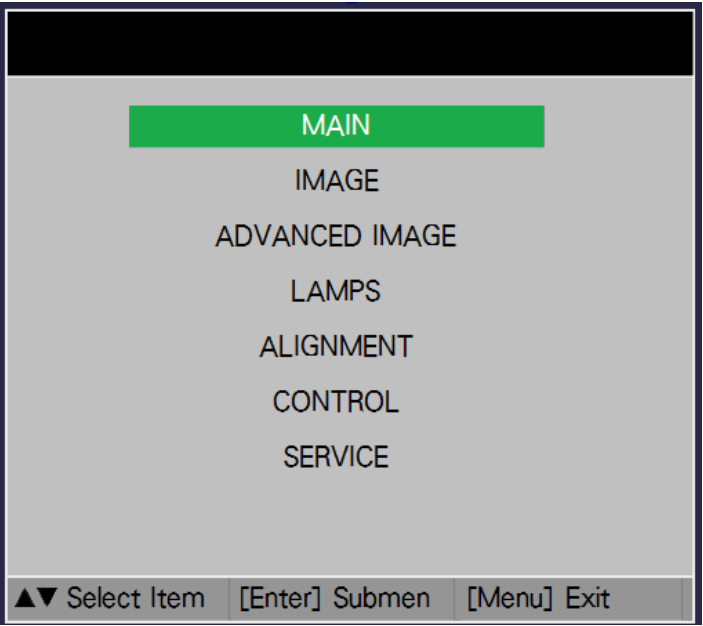 MAIN
IMAGE
ADVANCED IMAGE
LAMPS
ALIGNMENT
CONTROL
SERVICE
▲▼ Select Item [Enter] Submen [Menu] Exit